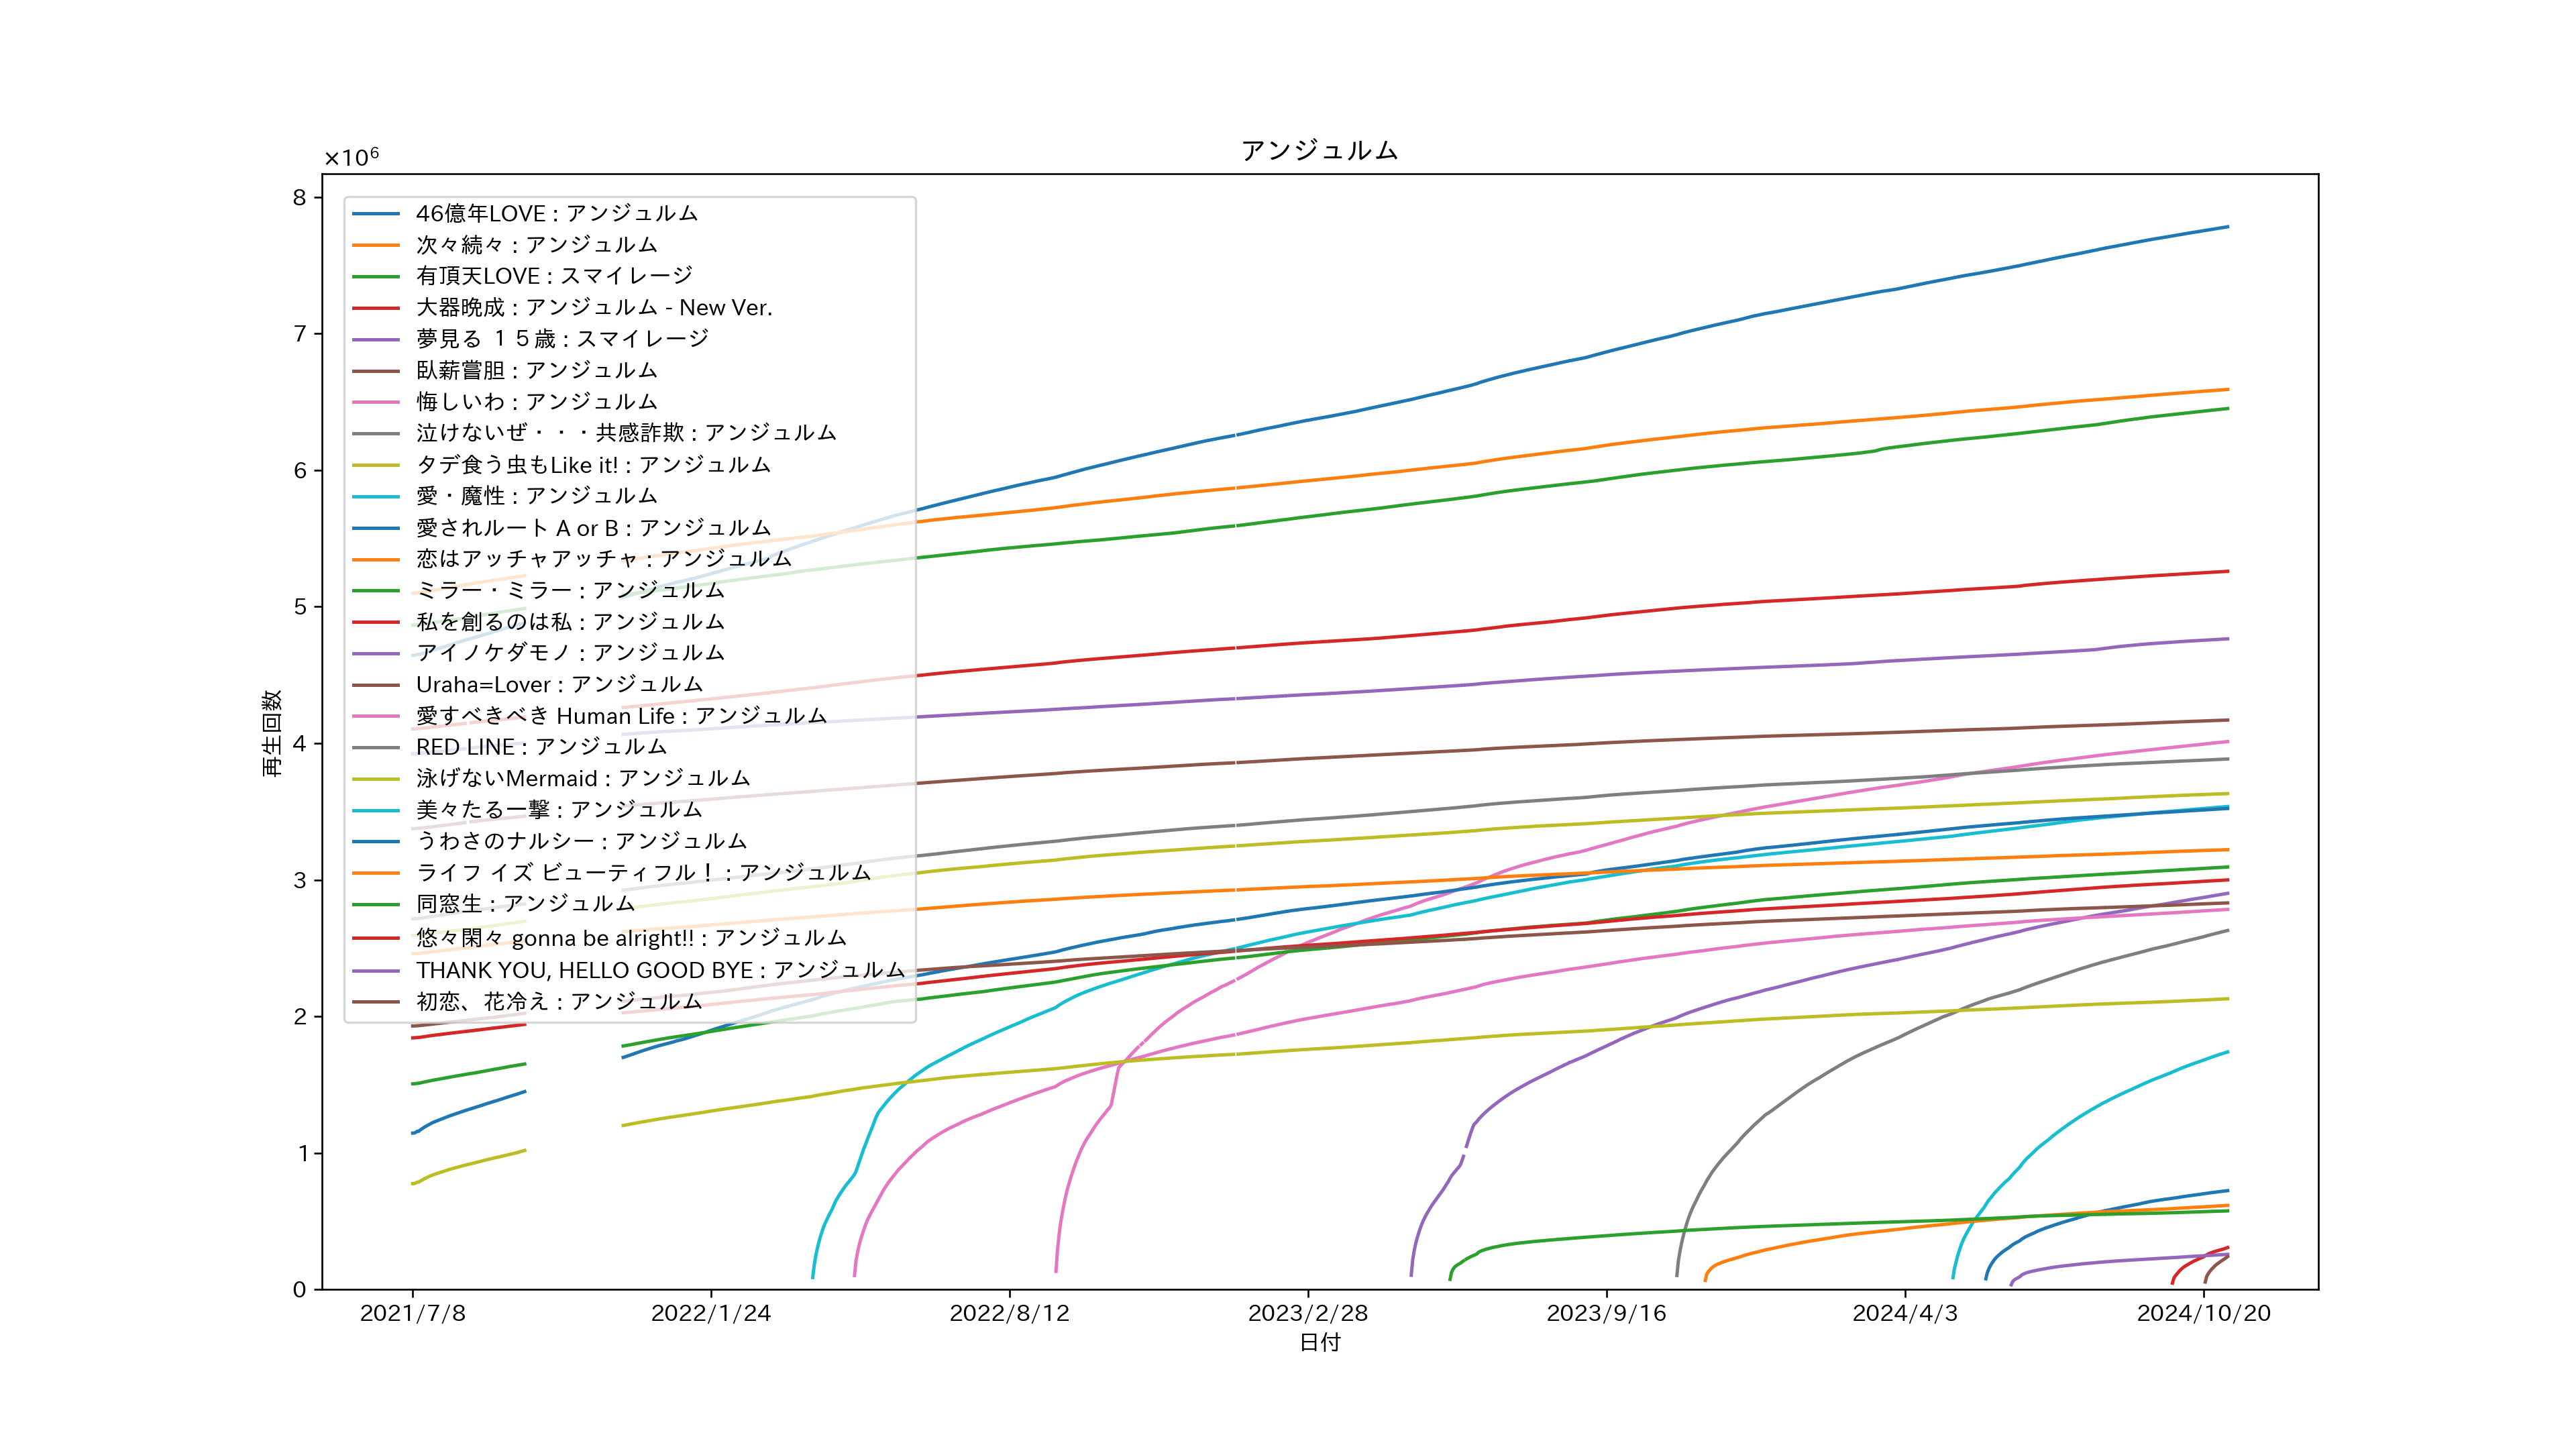 アンジュルム
×10⁶
8
7
6
5
4
3
2
1
0
再生回数
46億年LOVE : アンジュルム
次々続々 : アンジュルム
有頂天LOVE : スマイレージ
大器晩成 : アンジュルム - New Ver.
夢見る １５歳 : スマイレージ
臥薪嘗胆 : アンジュルム
悔しいわ : アンジュルム
泣けないぜ・・・共感詐欺 : アンジュルム
タデ食う虫もLike it! : アンジュルム
愛・魔性 : アンジュルム
愛されルート A or B : アンジュルム
恋はアッチャアッチャ : アンジュルム
ミラー・ミラー : アンジュルム
私を創るのは私 : アンジュルム
アイノケダモノ : アンジュルム
Uraha=Lover : アンジュルム
愛すべきべき Human Life : アンジュルム
RED LINE : アンジュルム
泳げないMermaid : アンジュルム
美々たる一撃 : アンジュルム
うわさのナルシー : アンジュルム
ライフ イズ ビューティフル！ : アンジュルム
同窓生 : アンジュルム
悠々閑々 gonna be alright!! : アンジュルム
THANK YOU, HELLO GOOD BYE : アンジュルム
初恋、花冷え : アンジュルム
2021/7/8 2022/1/24 2022/8/12 2023/2/28 2023/9/16 2024/4/3 2024/10/20
日付